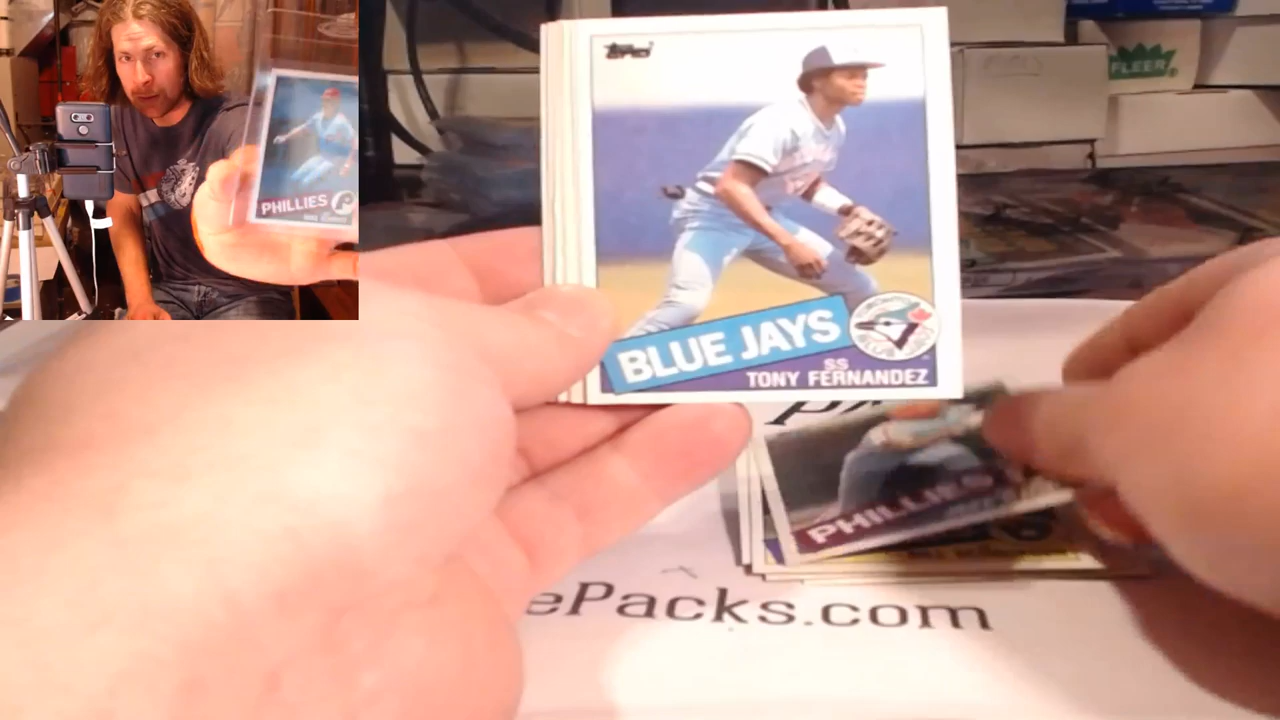 PHILLIES
Topps
BLUE JAYS
SS
TONY FERNANDEZ
FLEER
PHILLIES
ePacks.com